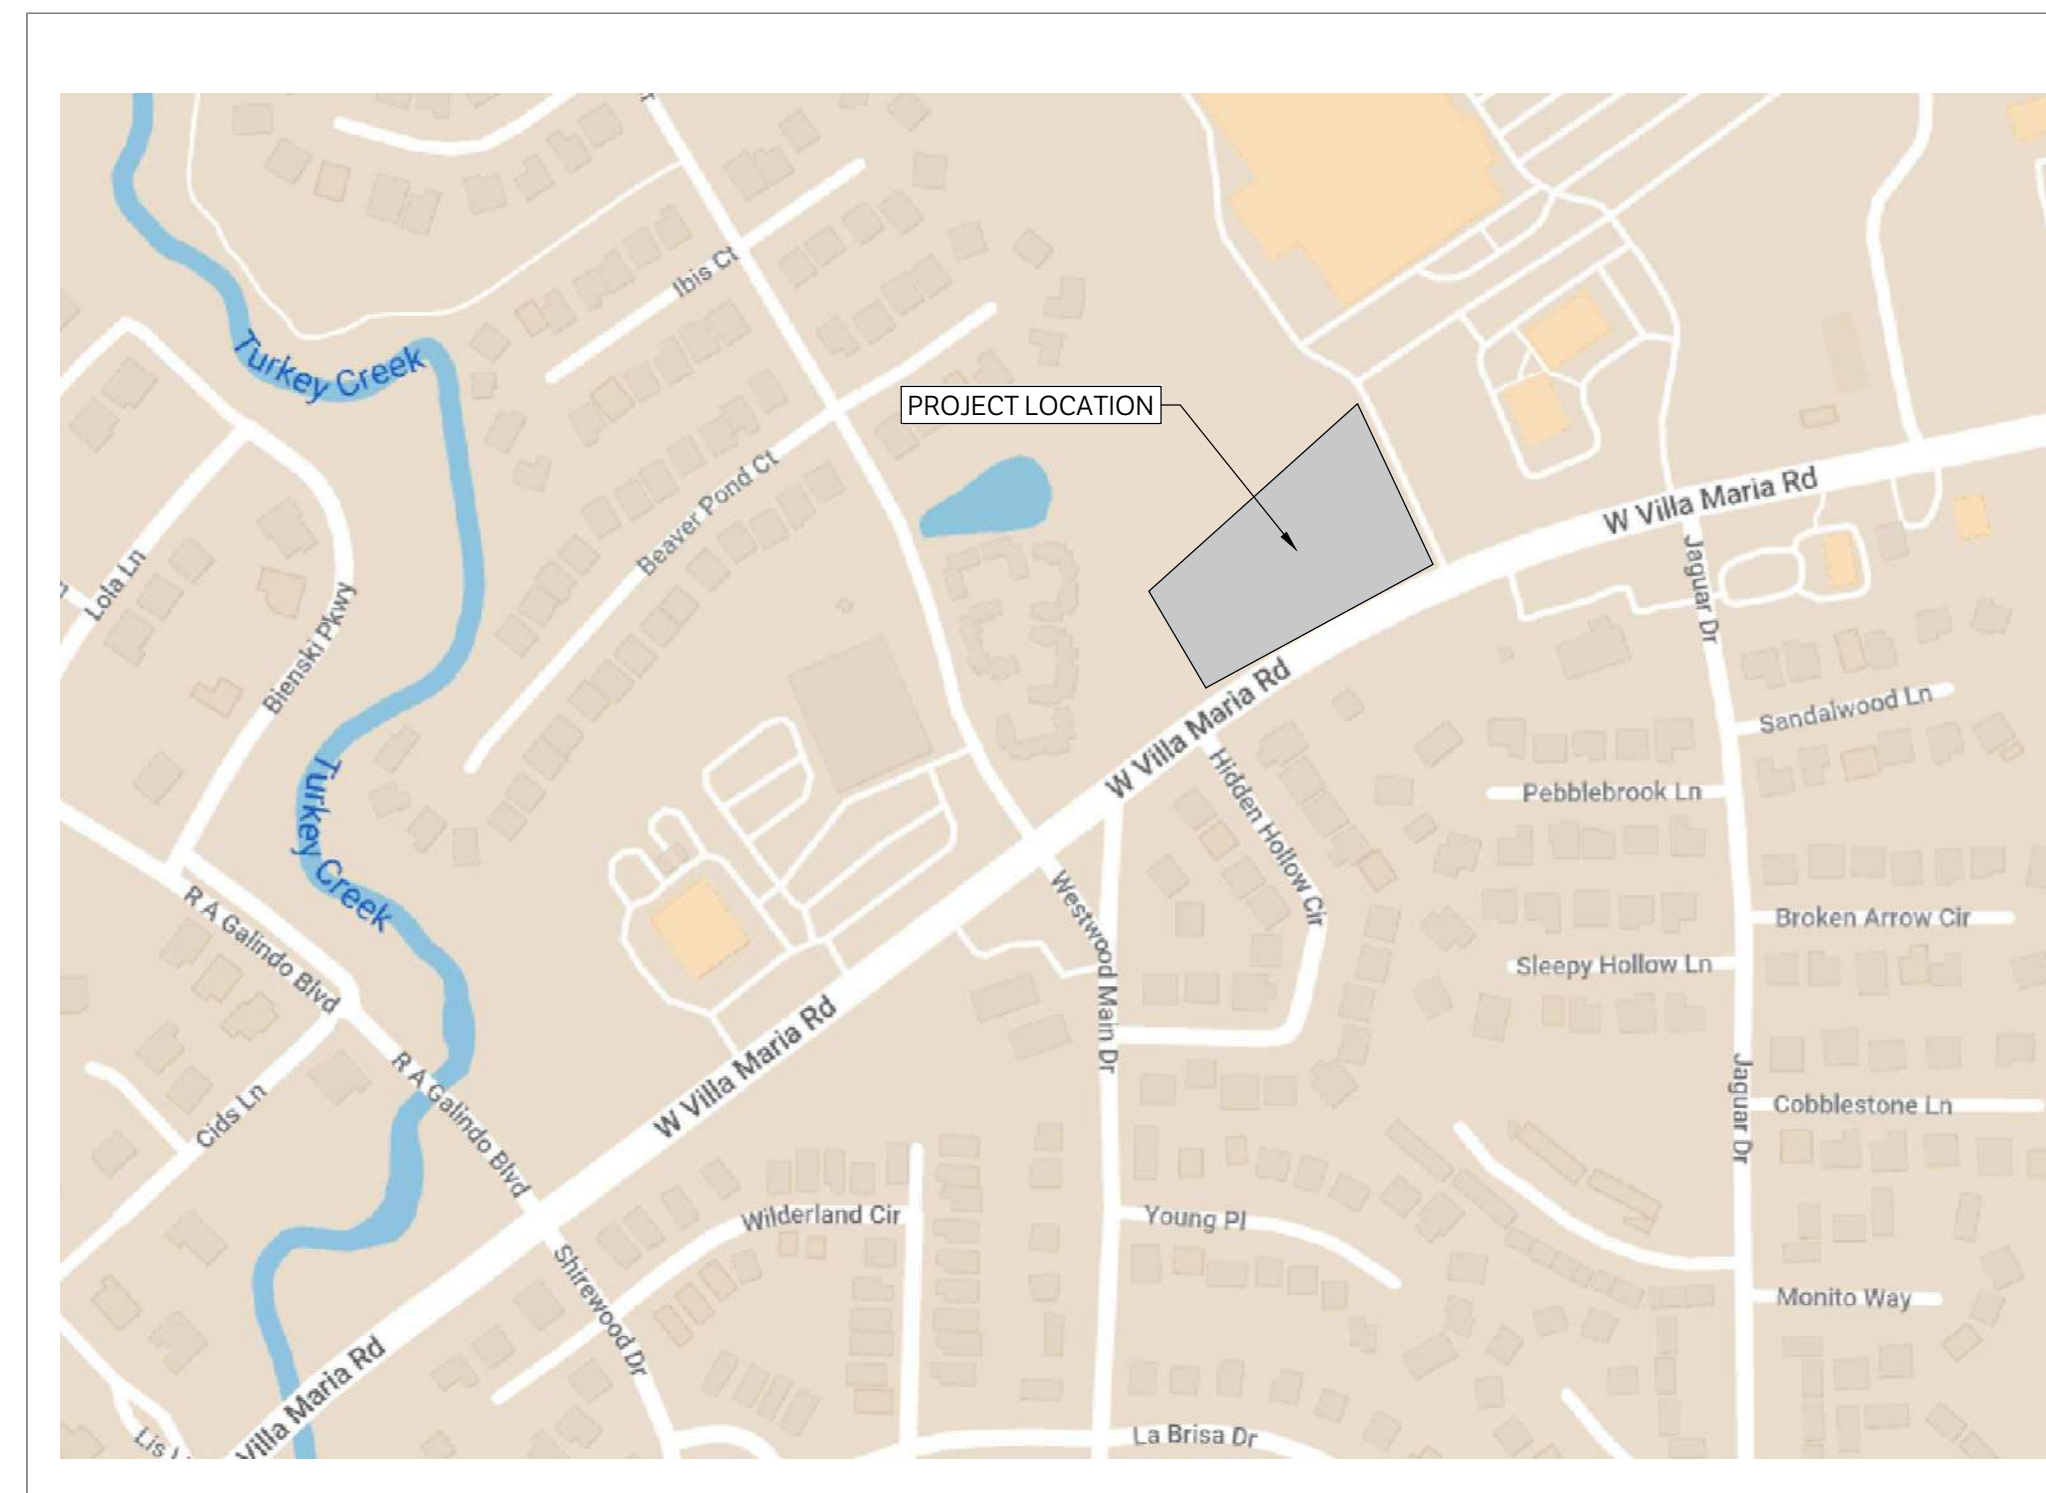 Ibis Ct
Turkey Creek
PROJECT LOCATION
Beaver Pond Ct
W Villa Maria Rd
Jaguar Dr
Lola Ln
Bienski Pkwy
W Villa Maria Rd
Sandalwood Ln
Hidden Hollow Cir
Pebblebrook Ln
Turkey Creek
Westwood Main Dr
R A Galindo Blvd
Broken Arrow Cir
Sleepy Hollow Ln
W Villa Maria Rd
R A Galindo Blvd
Cids Ln
Jaguar Dr
Cobblestone Ln
Wilderland Cir
Young Pl
Shirewood Dr
Monito Way
Villa Maria Rd
Lis
La Brisa Dr